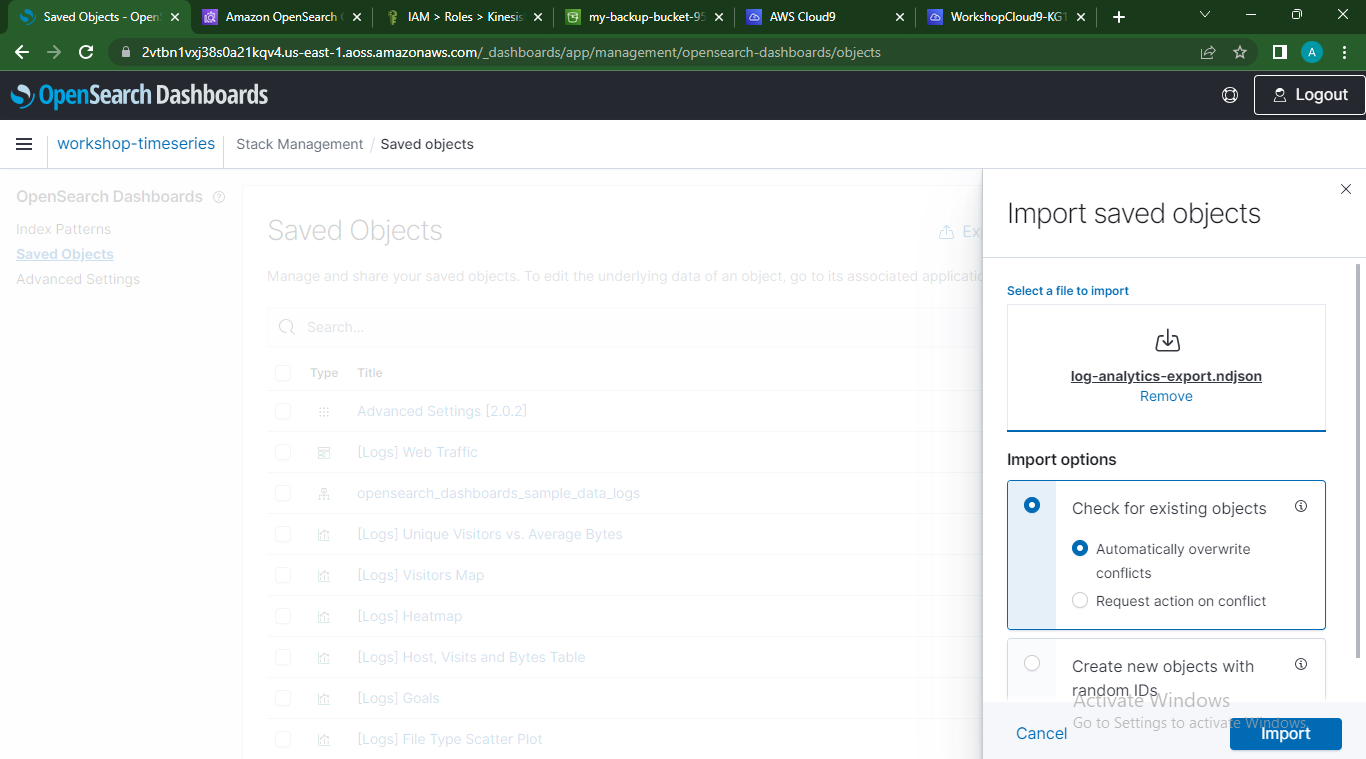 Saved Objects - Open
Amazon OpenSearch
IAM > Roles > Kinesis
my-backup-bucket-95
AWS Cloud9
WorkshopCloud9-KG1
2vtbn1vxj38s0a21kqv4.us-east-1.aoss.amazonaws.com/_dashboards/app/management/opensearch-dashboards/objects
A
OpenSearch Dashboards
Logout
workshop-timeseries
Stack Management / Saved objects
OpenSearch Dashboards
Index Patterns
Saved Objects
Advanced Settings
Saved Objects
Ex
Manage and share your saved objects. To edit the underlying data of an object, go to its associated applicatio
Search...
Type Title
Advanced Settings [2.0.2]
[Logs] Web Traffic
opensearch_dashboards_sample_data_logs
[Logs] Unique Visitors vs. Average Bytes
[Logs] Visitors Map
[Logs] Heatmap
[Logs] Host, Visits and Bytes Table
[Logs] Goals
[Logs] File Type Scatter Plot
Import saved objects
Select a file to import
log-analytics-export.ndjson
Remove
Import options
Check for existing objects
Automatically overwrite
conflicts
Request action on conflict
Create new objects with
random IDs
Activate Windows
Go to Settings to activate Windows.
Cancel
Import